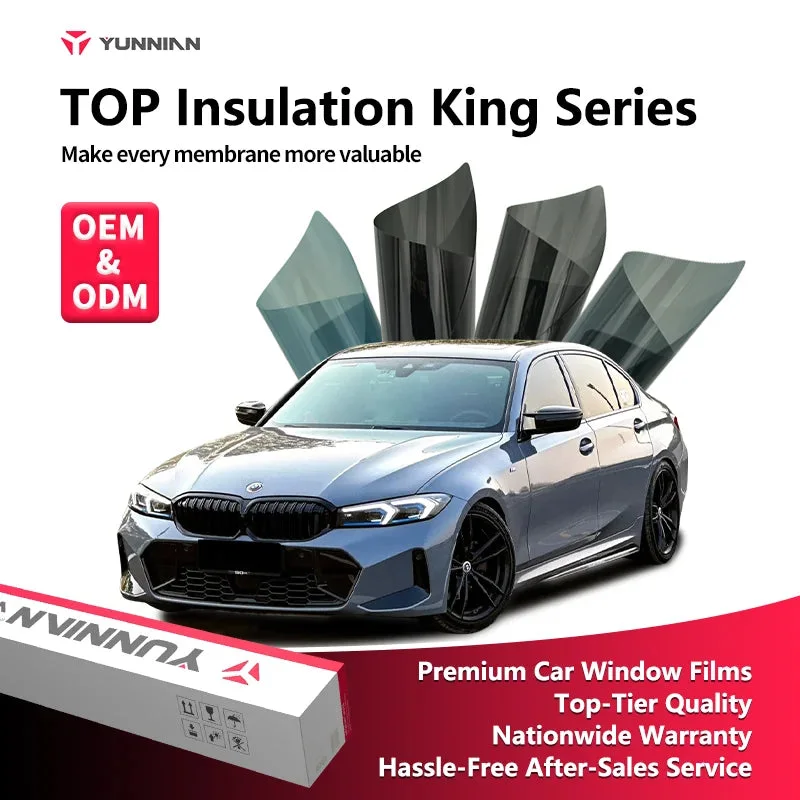 YUNNIAN
TOP Insulation King Series
Make every membrane more valuable
OEM
&
ODM
YUNNIAN
Premium Car Window Films
Top-Tier Quality
Nationwide Warranty
Hassle-Free After-Sales Service